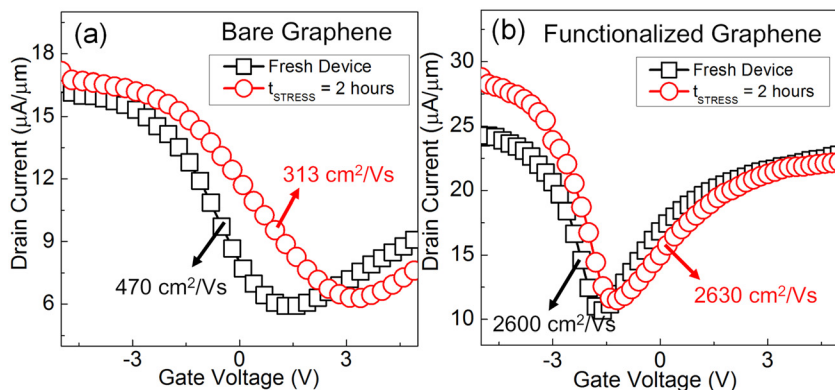 (a) Bare Graphene
Fresh Device
t_STRESS = 2 hours
313 cm²/Vs
470 cm²/Vs
Drain Current (μA/μm)
18
15
12
9
6
-3
0
3
Gate Voltage (V)
(b) Functionalized Graphene
Fresh Device
t_STRESS = 2 hours
2630 cm²/Vs
2600 cm²/Vs
Drain Current (μA/μm)
30
25
20
15
10
-3
0
3
Gate Voltage (V)